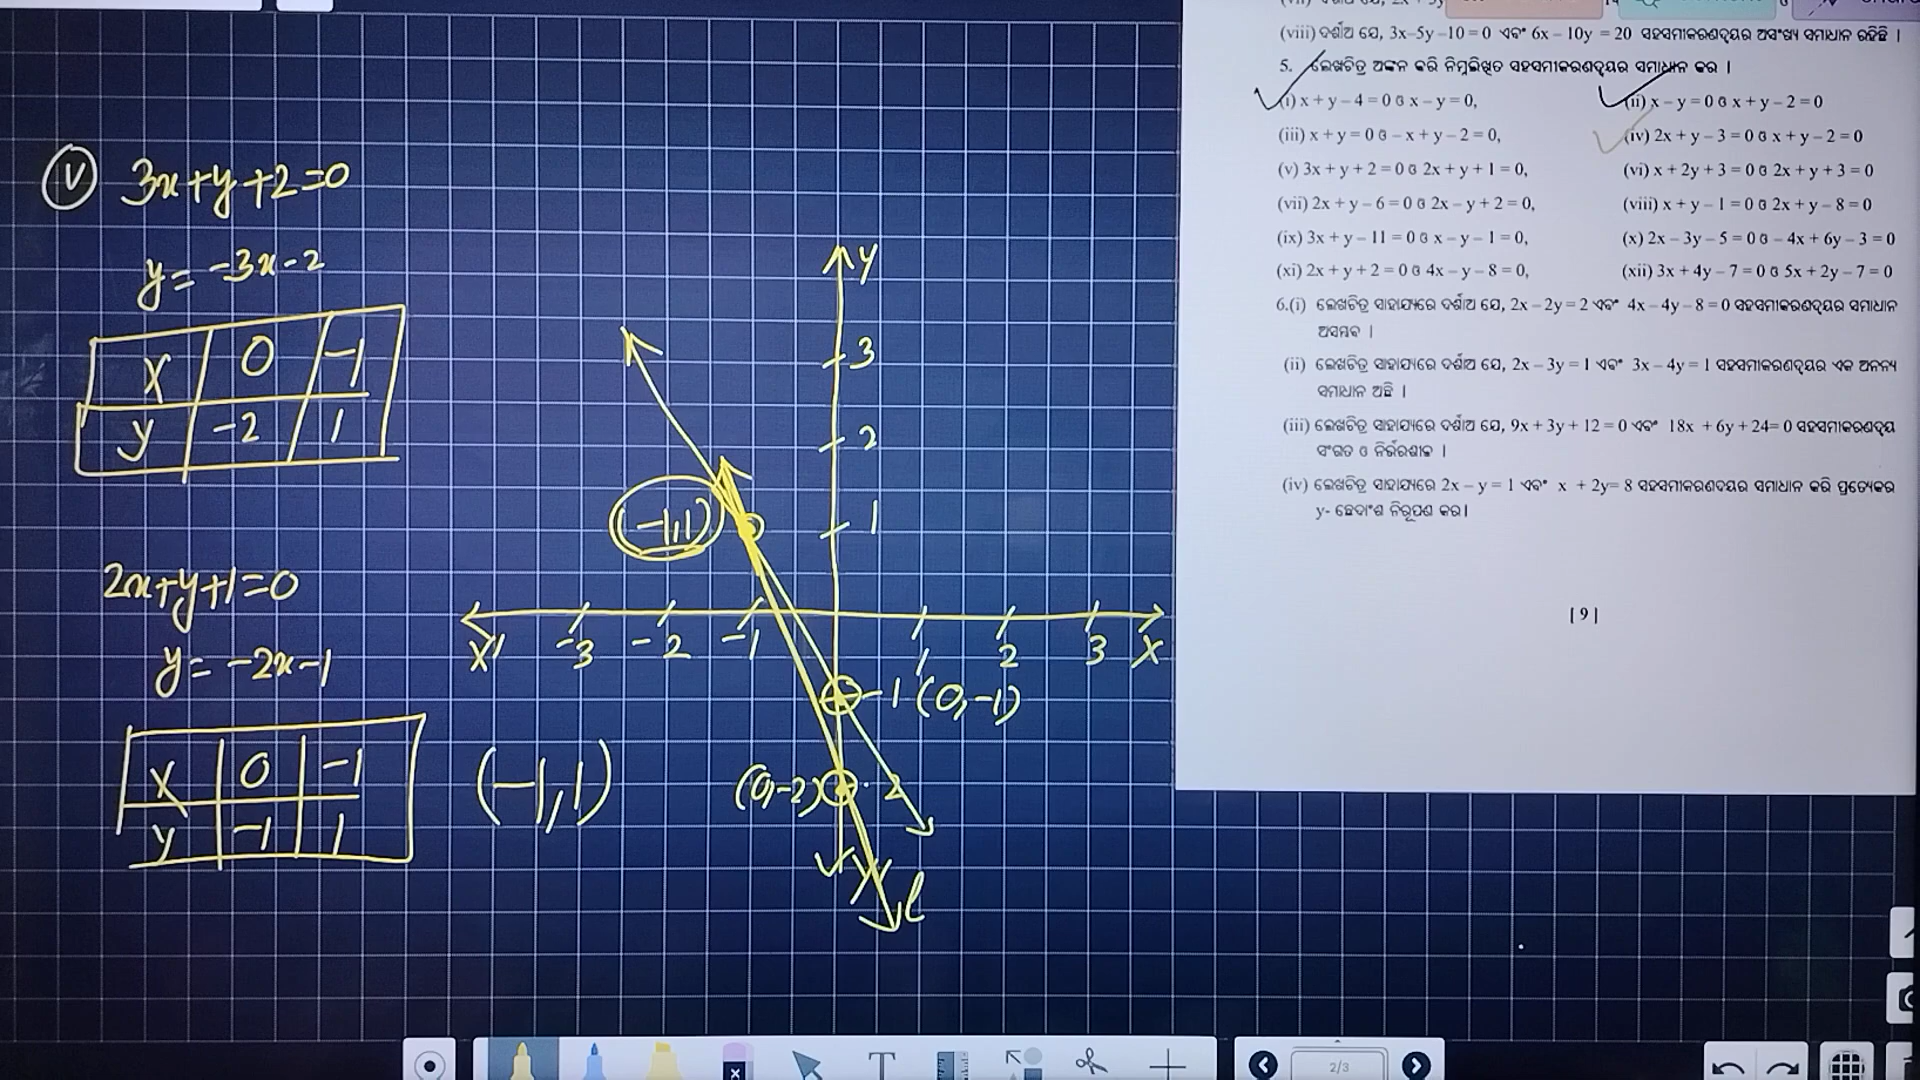 (V) 3x+y+2=0
y = -3x-2
x 0 -1
y -2 1
2x+y+1=0
y = -2x-1
x 0 -1
y -1 1
(-1,1)
y
3
2
(-1,1) 1
x' -3 -2 -1 1 2 3 X
-1 (0,-1)
(0,-2) -2
y'
l
(viii) ଦର୍ଶାଅ ଯେ, 3x–5y –10 = 0 ଏବଂ 6x – 10y = 20 ସହସମୀକରଣଦ୍ୱୟର ଅସଂଖ୍ୟ ସମାଧାନ ରହିଛି ।
5. ଲେଖଚିତ୍ର ଅଙ୍କନ କରି ନିମ୍ନଲିଖିତ ସହସମୀକରଣଦ୍ୱୟର ସମାଧାନ କର ।
(i) x + y – 4 = 0 ଓ x – y = 0,
(ii) x – y = 0 ଓ x + y – 2 = 0
(iii) x + y = 0 ଓ – x + y – 2 = 0,
(iv) 2x + y – 3 = 0 ଓ x + y – 2 = 0
(v) 3x + y + 2 = 0 ଓ 2x + y + 1 = 0,
(vi) x + 2y + 3 = 0 ଓ 2x + y + 3 = 0
(vii) 2x + y – 6 = 0 ଓ 2x – y + 2 = 0,
(viii) x + y – 1 = 0 ଓ 2x + y – 8 = 0
(ix) 3x + y – 11 = 0 ଓ x – y – 1 = 0,
(x) 2x – 3y – 5 = 0 ଓ – 4x + 6y – 3 = 0
(xi) 2x + y + 2 = 0 ଓ 4x – y – 8 = 0,
(xii) 3x + 4y – 7 = 0 ଓ 5x + 2y – 7 = 0
6.(i) ଲେଖଚିତ୍ର ସାହାଯ୍ୟରେ ଦର୍ଶାଅ ଯେ, 2x – 2y = 2 ଏବଂ 4x – 4y – 8 = 0 ସହସମୀକରଣଦ୍ୱୟର ସମାଧାନ
ଅସମ୍ଭବ ।
(ii) ଲେଖଚିତ୍ର ସାହାଯ୍ୟରେ ଦର୍ଶାଅ ଯେ, 2x – 3y = 1 ଏବଂ 3x – 4y = 1 ସହସମୀକରଣଦ୍ୱୟର ଏକ ଅନନ୍ୟ
ସମାଧାନ ଅଛି ।
(iii) ଲେଖଚିତ୍ର ସାହାଯ୍ୟରେ ଦର୍ଶାଅ ଯେ, 9x + 3y + 12 = 0 ଏବଂ 18x + 6y + 24= 0 ସହସମୀକରଣଦ୍ୱୟ
ସଂଗତ ଓ ନିର୍ଭରଶୀଳ ।
(iv) ଲେଖଚିତ୍ର ସାହାଯ୍ୟରେ 2x – y = 1 ଏବଂ x + 2y= 8 ସହସମୀକରଣଦ୍ୱୟର ସମାଧାନ କରି ପ୍ରତ୍ୟେକର
y- ଛେଦାଂଶ ନିରୂପଣ କର।
[ 9 ]
2/3